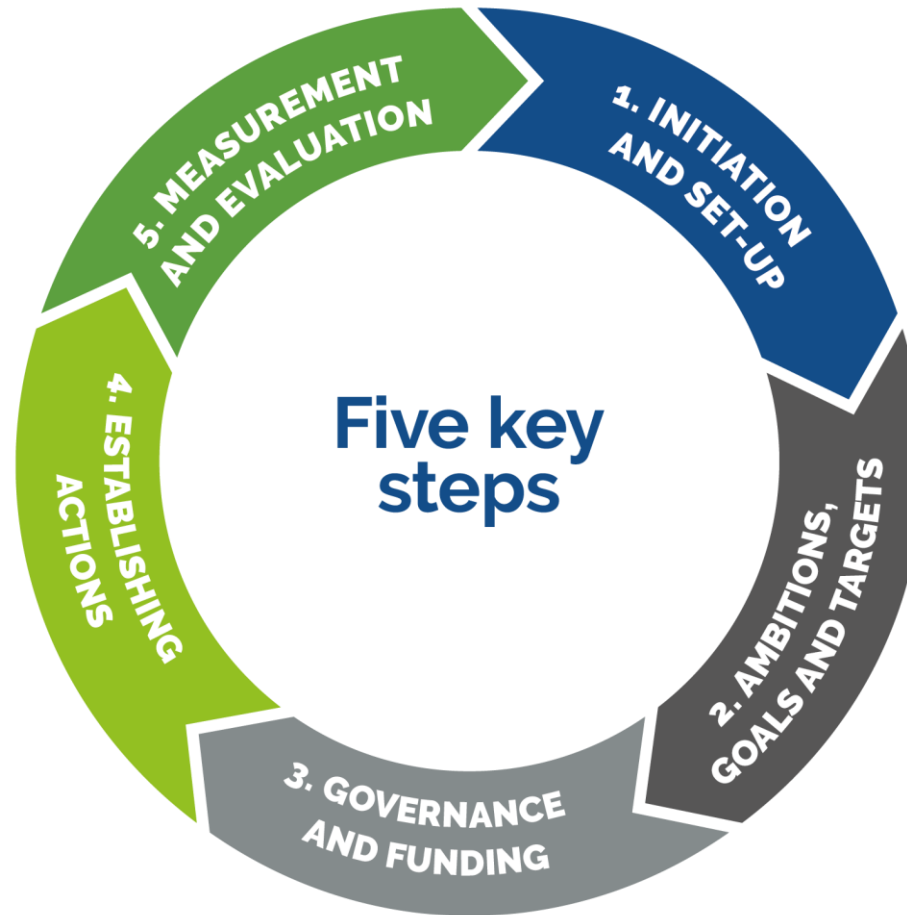 Five key
steps
1. INITIATION
AND SET-UP
2. AMBITIONS,
GOALS AND TARGETS
3. GOVERNANCE
AND FUNDING
4. ESTABLISHING
ACTIONS
5. MEASUREMENT
AND EVALUATION